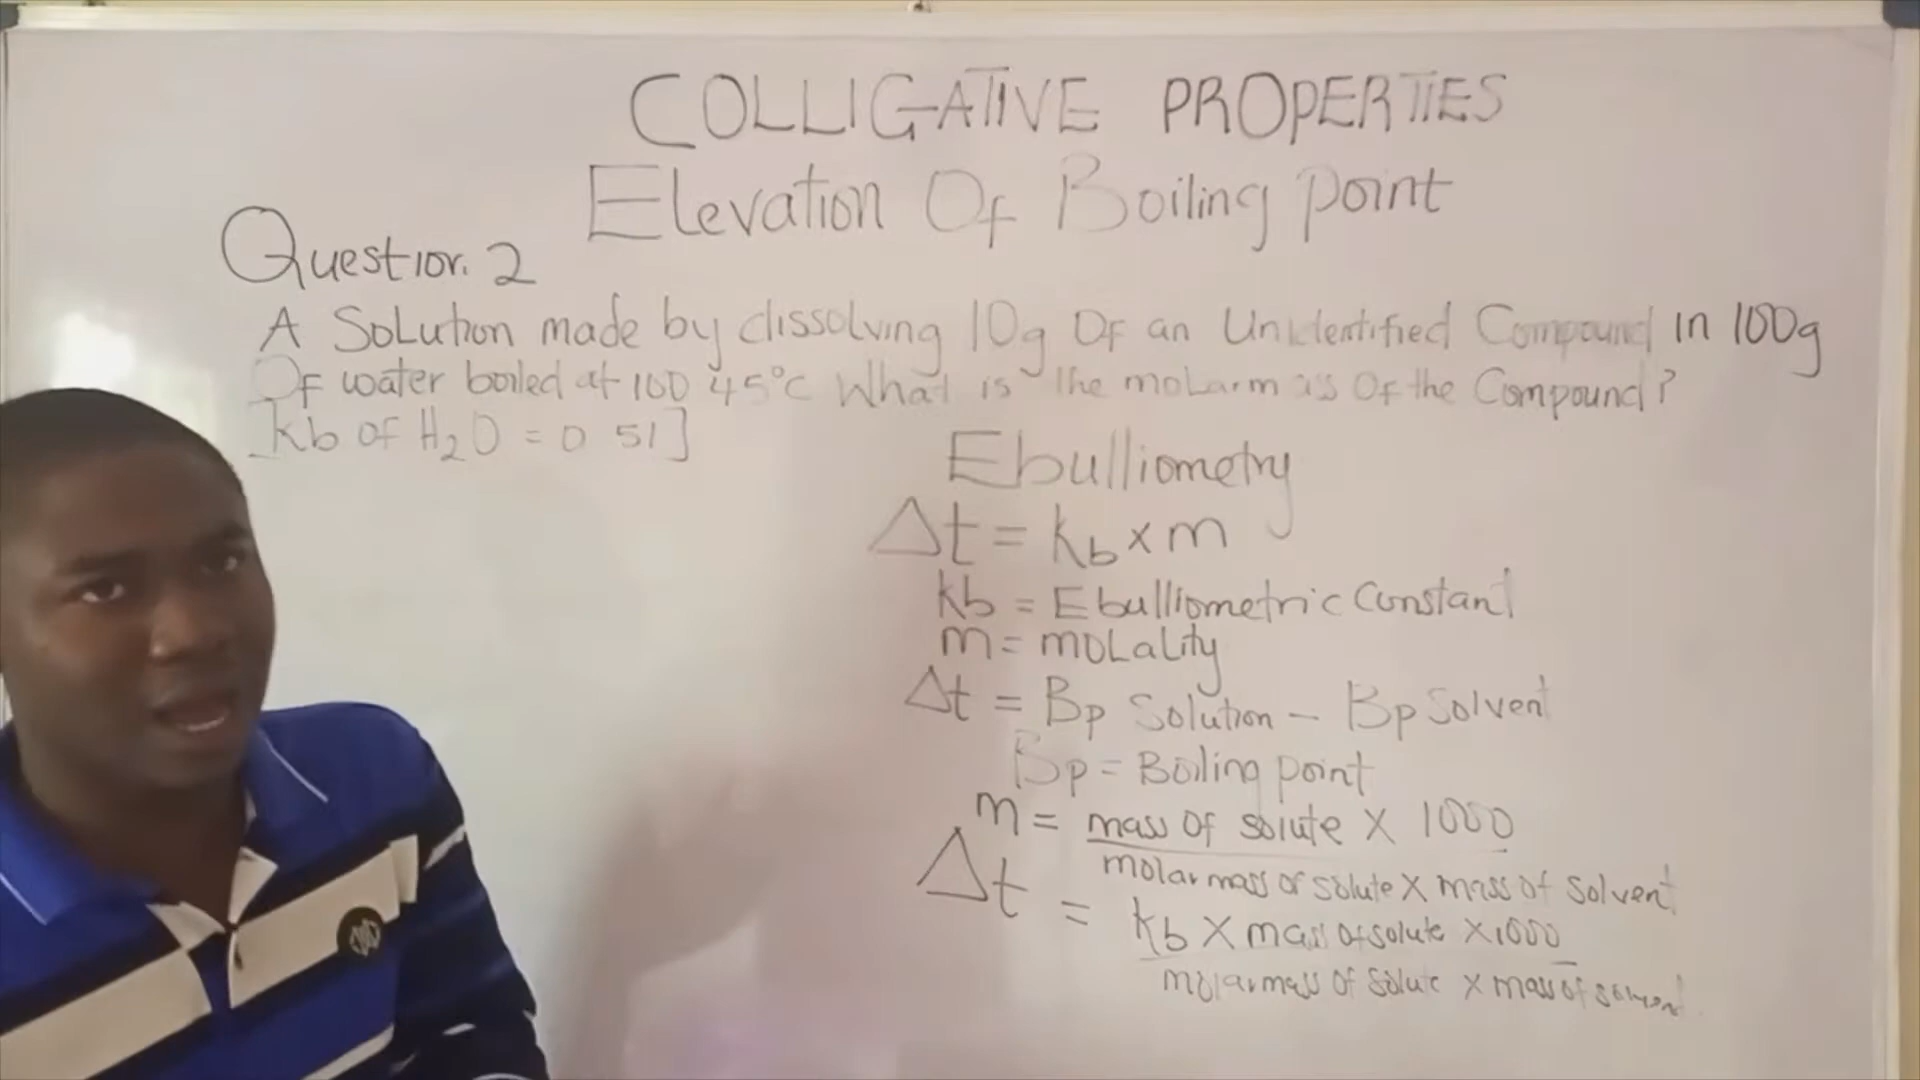 COLLIGATIVE PROPERTIES
Elevation Of Boiling Point
Question 2
A Solution made by dissolving 10g Of an Unidentified Compound in 100g
Of water boiled at 100 45°C What is the molarmass Of the Compound?
[kb of H₂O = 0 51]
Ebulliometry
Δt = kb x m
kb = Ebulliometric Constant
m = moLaLity
Δt = Bp Solution - Bp Solvent
Bp = Boiling point
m = mass Of solute X 1000
molarmass of solute X mass of solvent
Δt = kb X mass of solute X 1000
molarmass Of Solute X mass of solvent